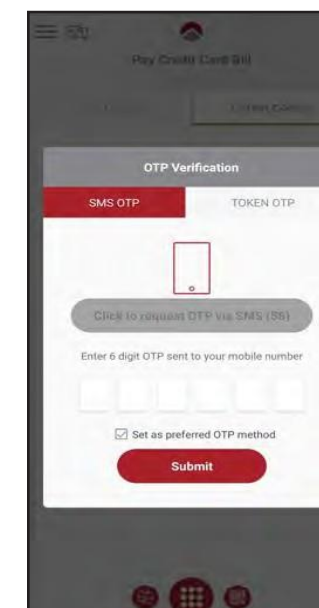 Pay Credit Card Bill
OTP Verification
SMS OTP
TOKEN OTP
Click to request OTP via SMS (56)
Enter 6 digit OTP sent to your mobile number
Set as preferred OTP method
Submit